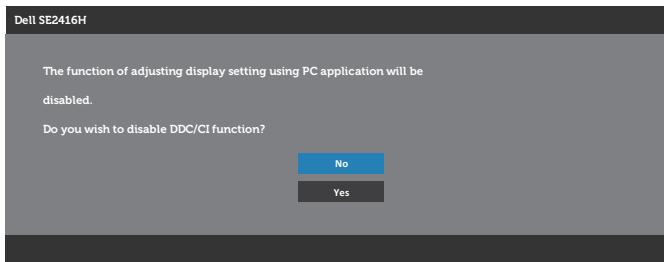 Dell SE2416H
The function of adjusting display setting using PC application will be
disabled.
Do you wish to disable DDC/CI function?
No
Yes